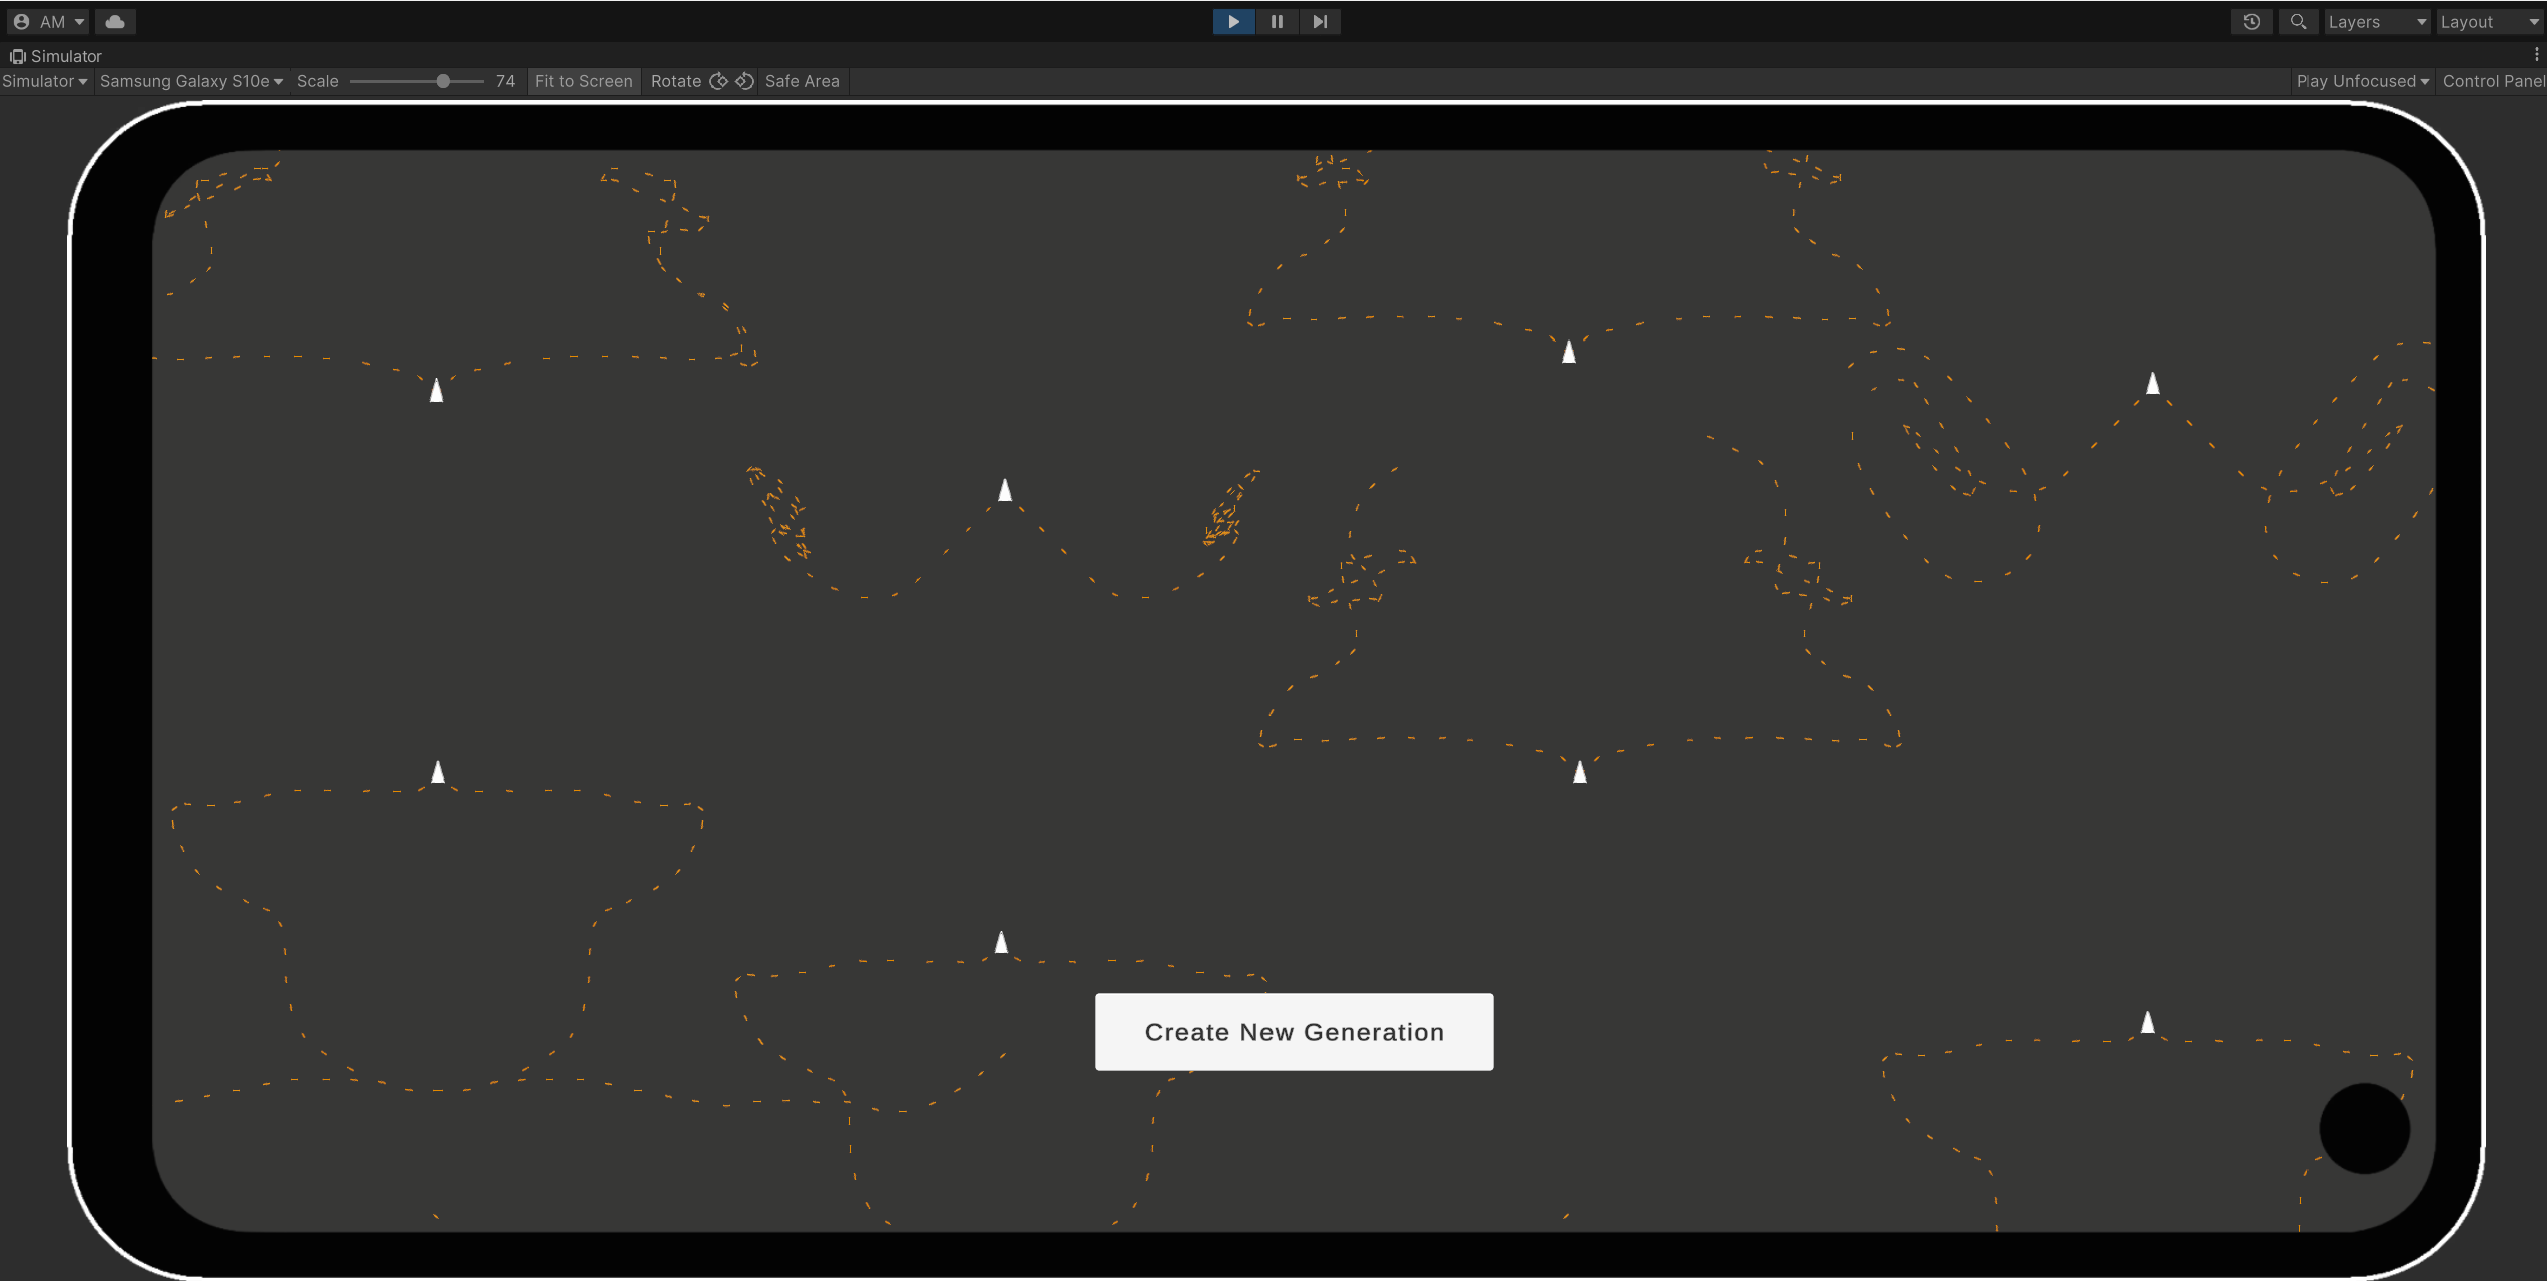 AM
Layers
Layout
Simulator
Simulator
Samsung Galaxy S10e
Scale
74
Fit to Screen
Rotate
Safe Area
Play Unfocused
Control Panel
Create New Generation